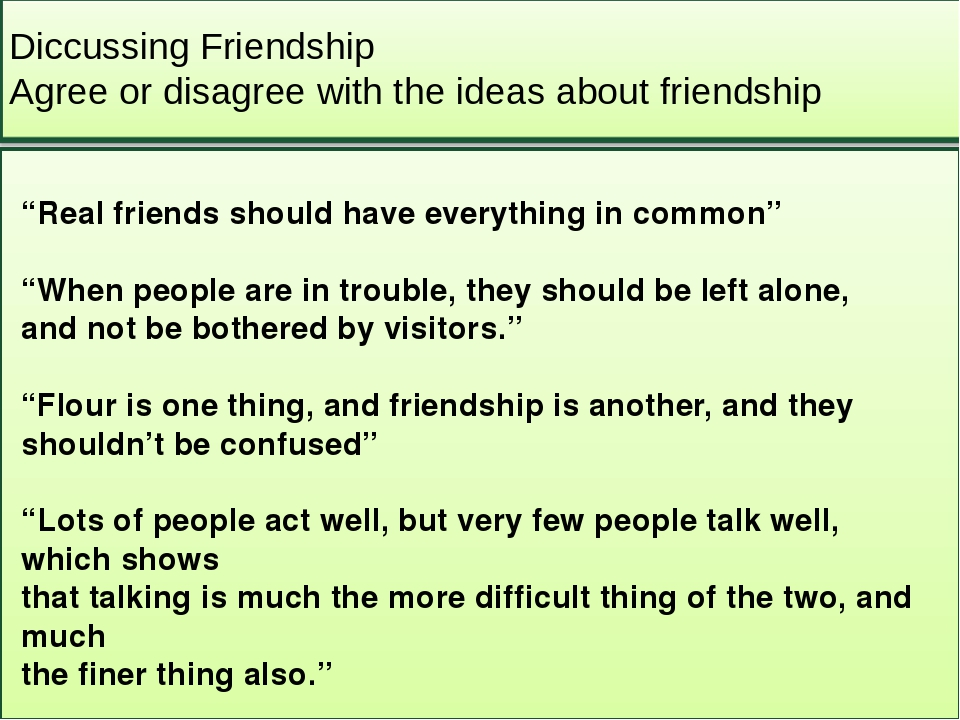 Diccussing Friendship
Agree or disagree with the ideas about friendship
“Real friends should have everything in common”
“When people are in trouble, they should be left alone,
and not be bothered by visitors.”
“Flour is one thing, and friendship is another, and they
shouldn’t be confused”
“Lots of people act well, but very few people talk well,
which shows
that talking is much the more difficult thing of the two, and
much
the finer thing also.”